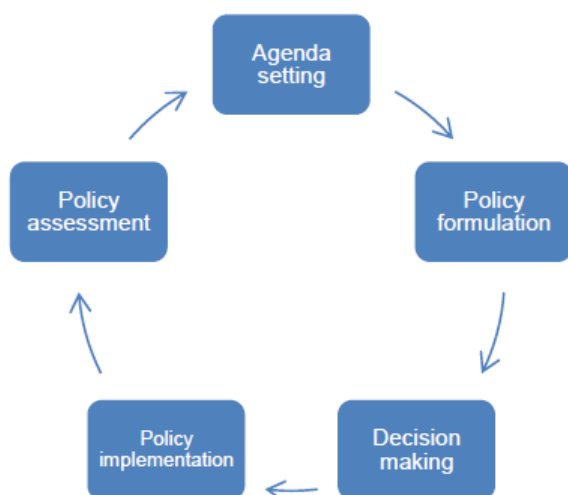 Agenda
setting
Policy
formulation
Decision
making
Policy
implementation
Policy
assessment